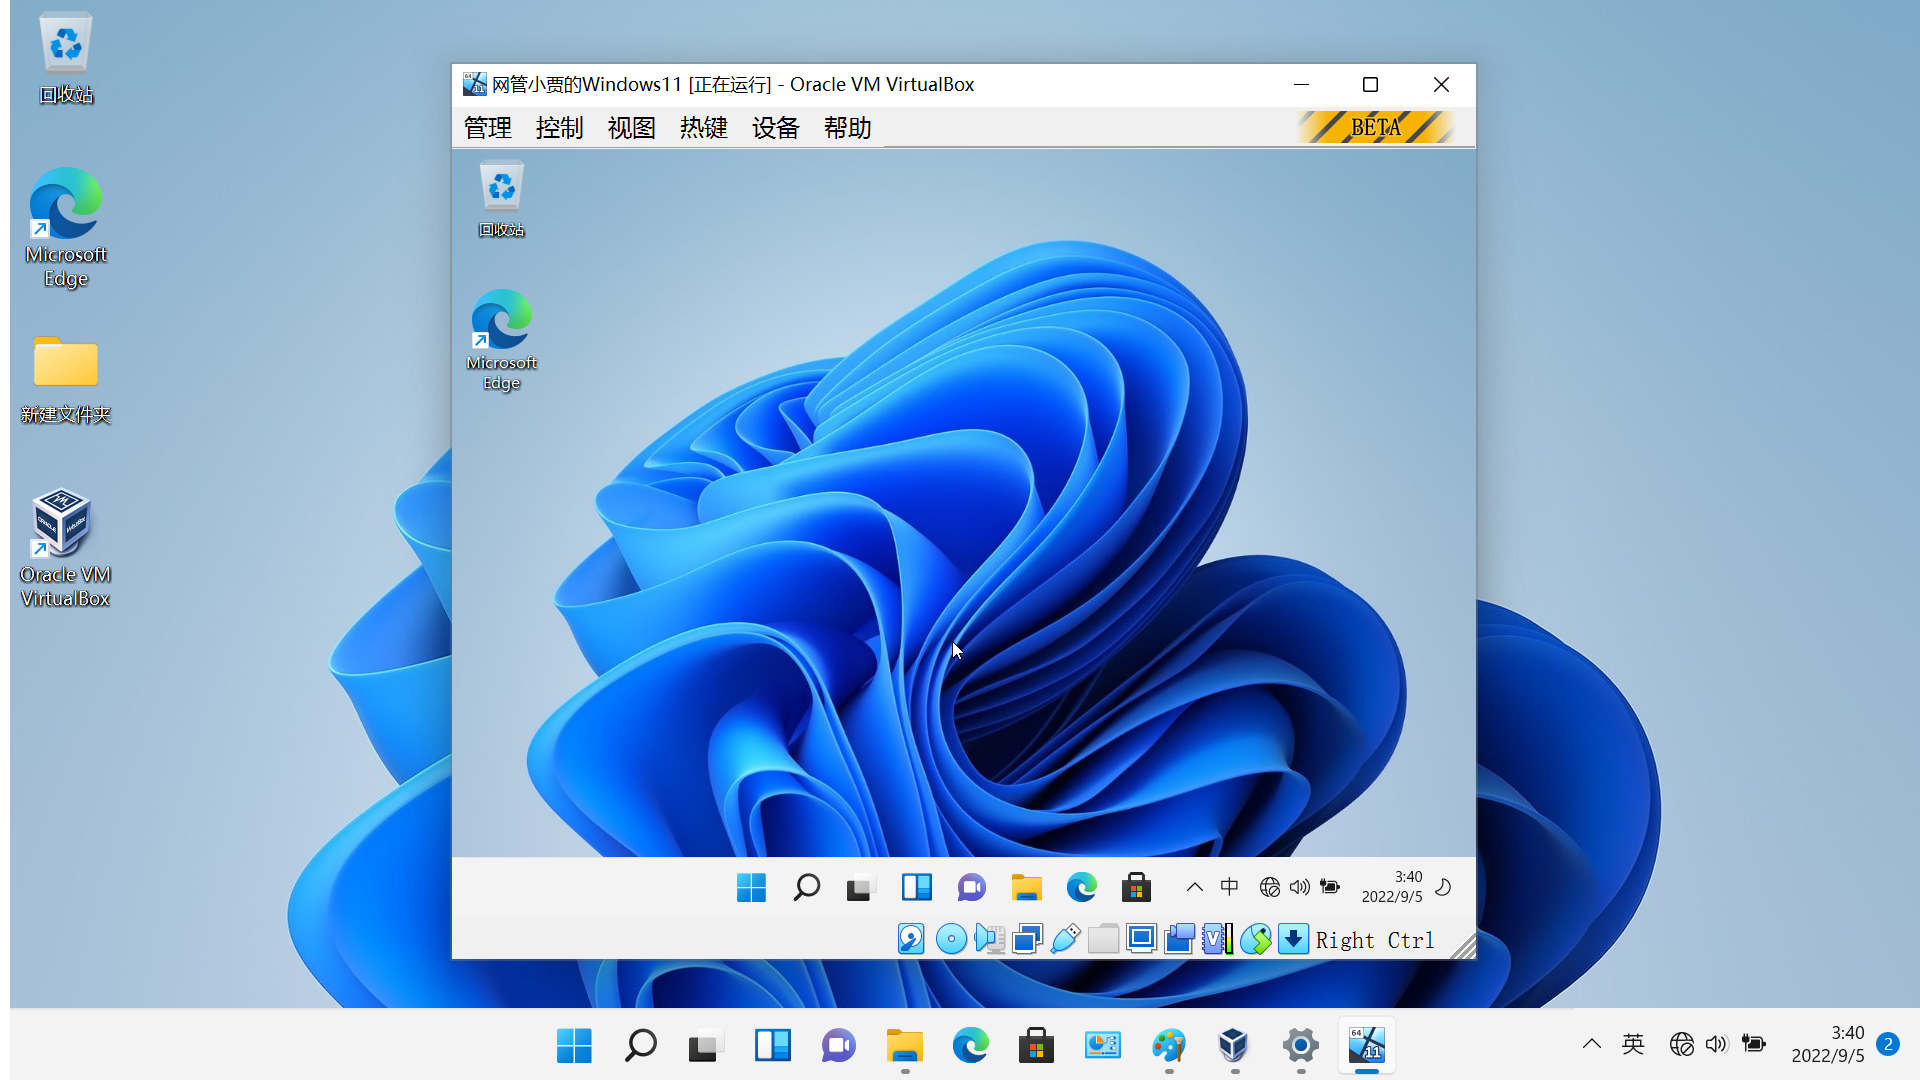 回收站
Microsoft
Edge
新建文件夹
Oracle VM
VirtualBox
网管小贾的Windows11 [正在运行] - Oracle VM VirtualBox
管理 控制 视图 热键 设备 帮助
BETA
回收站
Microsoft
Edge
中
3:40
2022/9/5
Right Ctrl
64
11
英
3:40
2022/9/5
2